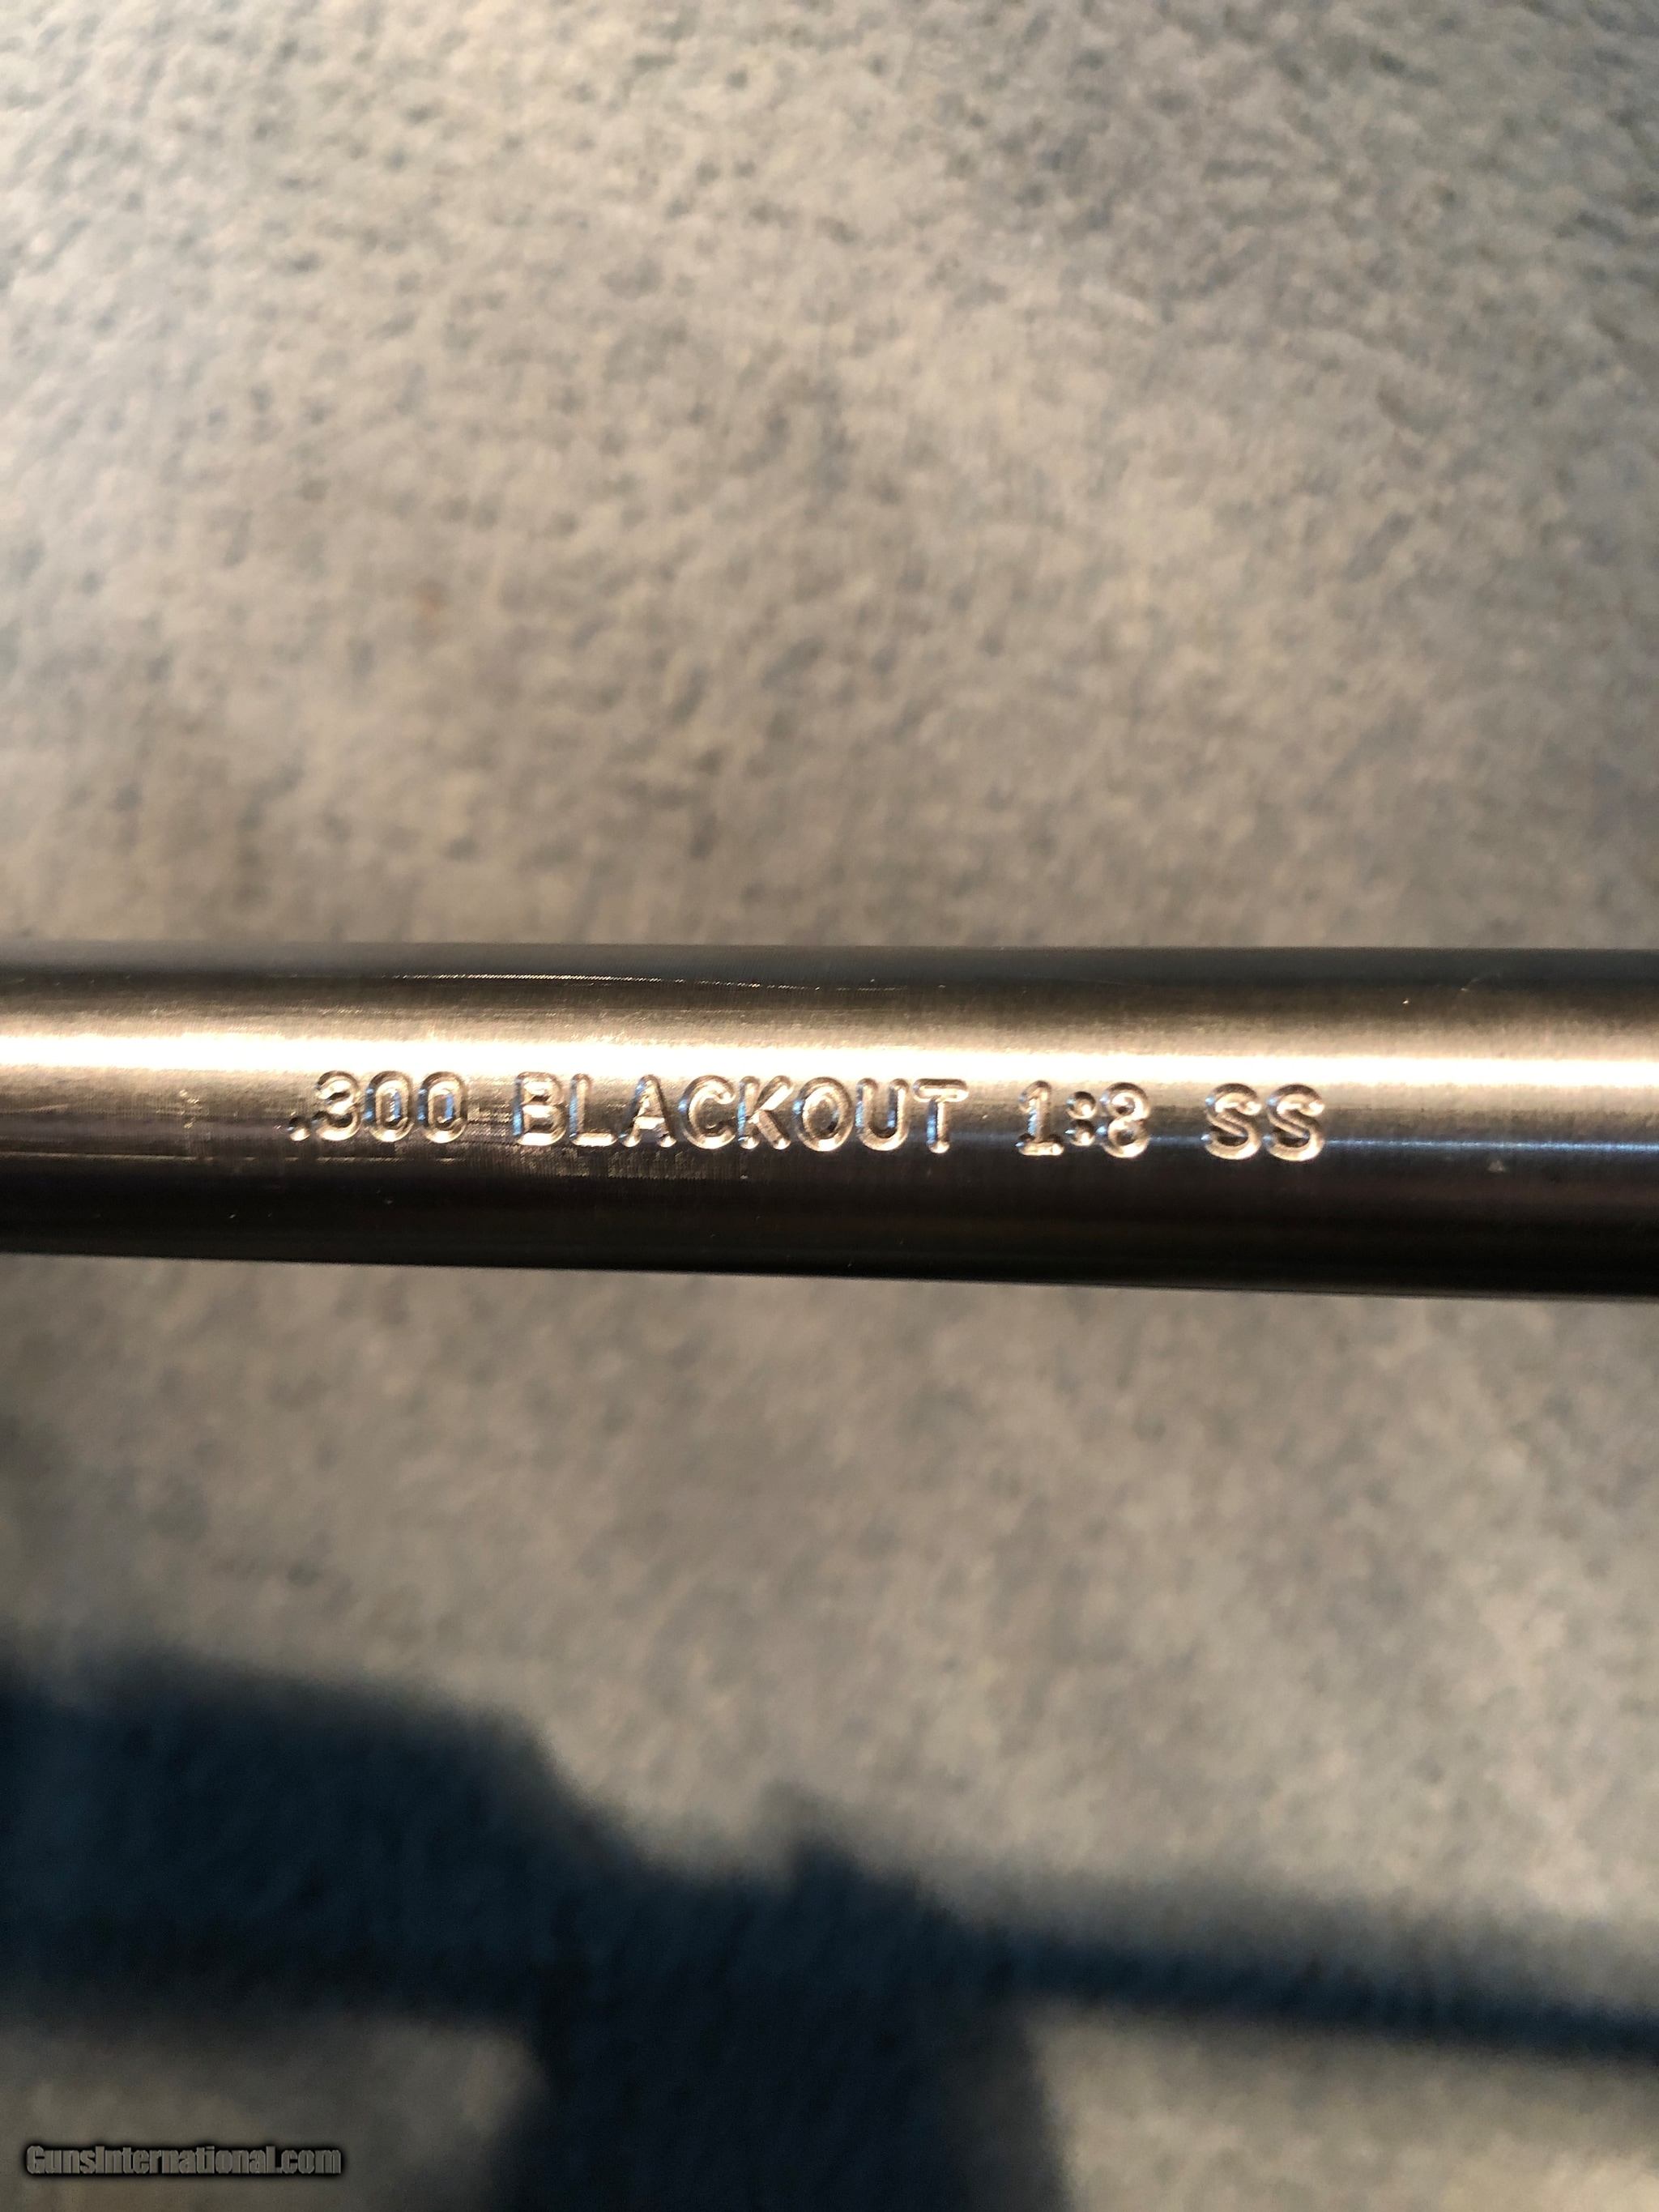 .300 BLACKOUT 1:8 SS
GunsInternational.com